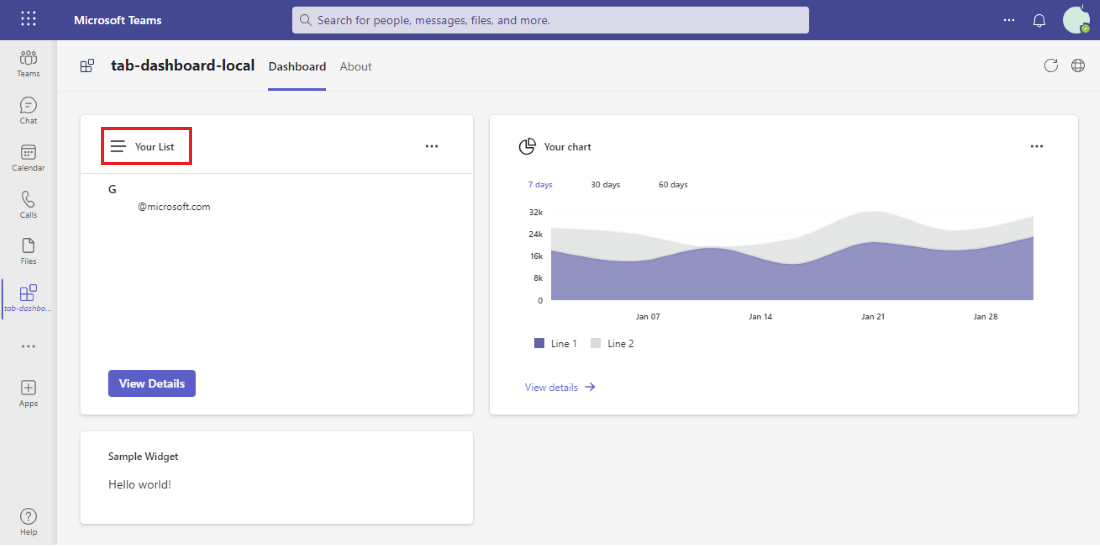 Microsoft Teams
Search for people, messages, files, and more.
Teams
Chat
Calendar
Calls
Files
tab-dashbo...
Apps
Help
tab-dashboard-local
Dashboard
About
Your List
G
@microsoft.com
View Details
Your chart
7 days
30 days
60 days
32k
24k
16k
8k
0
Jan 07
Jan 14
Jan 21
Jan 28
Line 1
Line 2
View details
Sample Widget
Hello world!